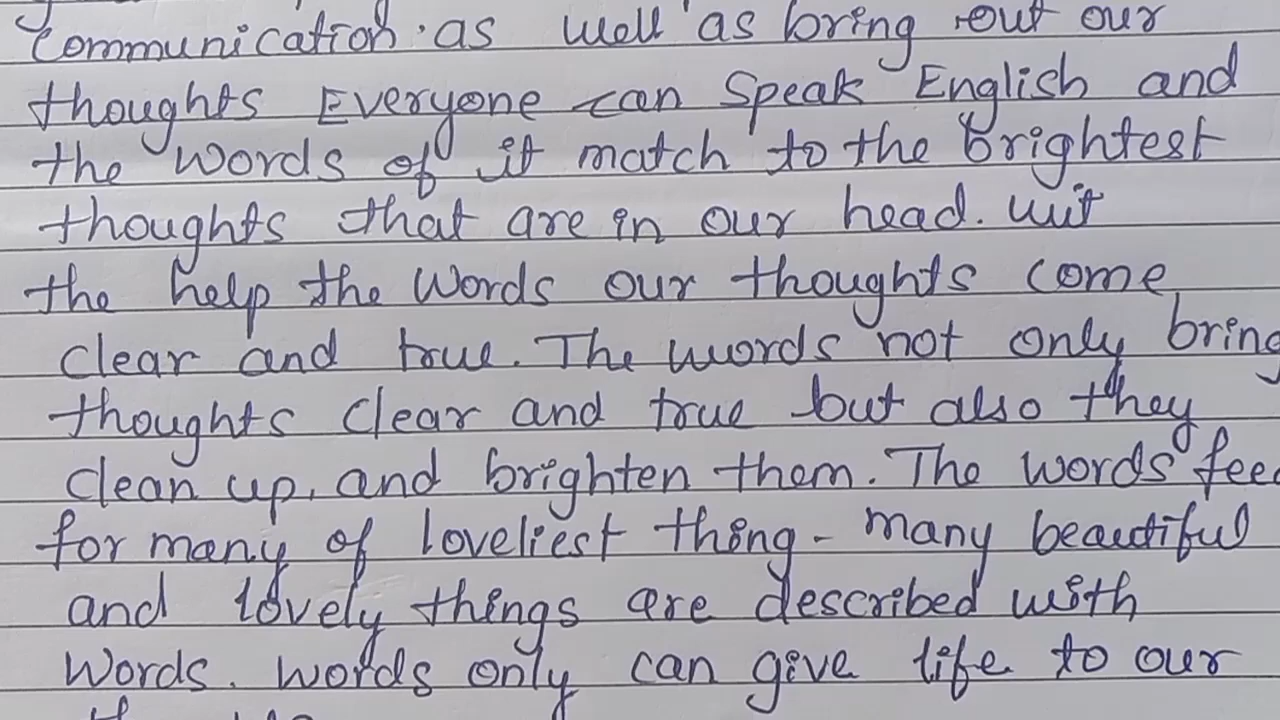 Communication as well as bring out our
thoughts Everyone can Speak English and
the words of it match to the brightest
thoughts that are in our head. wit
the help the words our thoughts come
clear and true. The words not only bring
thoughts clear and true but also they
clean up, and brighten them. The words feed
for many of loveliest thing - many beautiful
and lovely things are described with
words. words only can give life to our